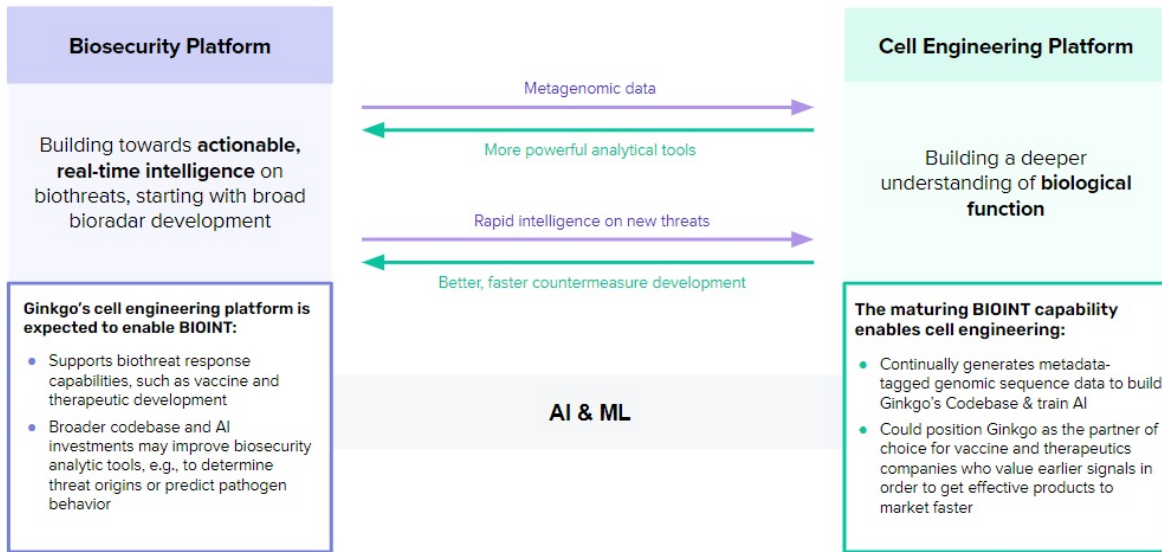 Biosecurity Platform
Building towards actionable,
real-time intelligence on
biothreats, starting with broad
bioradar development
Ginkgo's cell engineering platform is
expected to enable BIOINT:
• Supports biothreat response
capabilities, such as vaccine and
therapeutic development
• Broader codebase and AI
investments may improve biosecurity
analytic tools, e.g., to determine
threat origins or predict pathogen
behavior
Metagenomic data
More powerful analytical tools
Rapid intelligence on new threats
Better, faster countermeasure development
AI & ML
Cell Engineering Platform
Building a deeper
understanding of biological
function
The maturing BIOINT capability
enables cell engineering:
• Continually generates metadata-
tagged genomic sequence data to build
Ginkgo's Codebase & train AI
• Could position Ginkgo as the partner of
choice for vaccine and therapeutics
companies who value earlier signals in
order to get effective products to
market faster